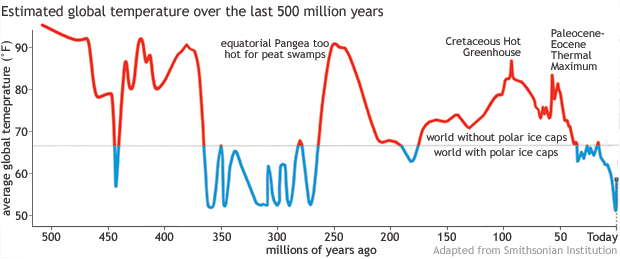 Estimated global temperature over the last 500 million years
average global temeprature (˚F)
90
80
70
60
50
equatorial Pangea too
hot for peat swamps
Cretaceous Hot
Greenhouse
Paleocene-
Eocene
Thermal
Maximum
world without polar ice caps
world with polar ice caps
500 450 400 350 300 250 200 150 100 50 Today
millions of years ago
Adapted from Smithsonian Institution